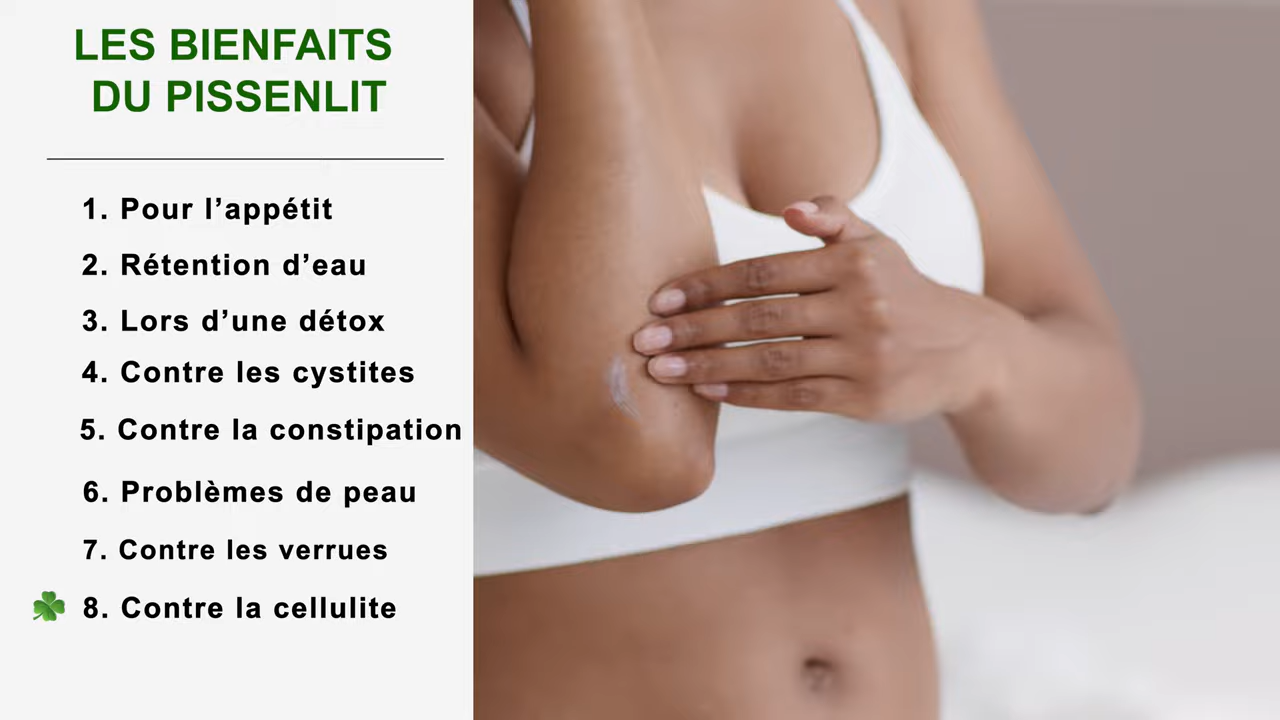 LES BIENFAITS
DU PISSENLIT
1. Pour l’appétit
2. Rétention d’eau
3. Lors d’une détox
4. Contre les cystites
5. Contre la constipation
6. Problèmes de peau
7. Contre les verrues
8. Contre la cellulite